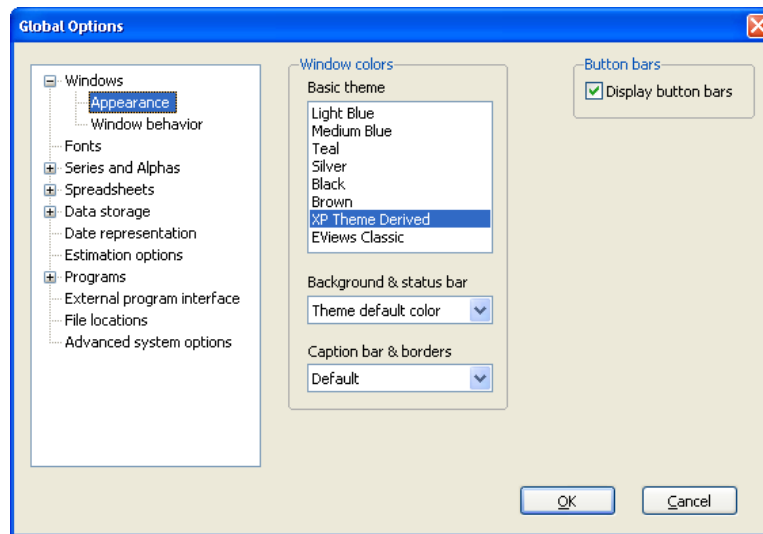 Global Options
Windows
Appearance
Window behavior
Fonts
Series and Alphas
Spreadsheets
Data storage
Date representation
Estimation options
Programs
External program interface
File locations
Advanced system options
Window colors
Basic theme
Light Blue
Medium Blue
Teal
Silver
Black
Brown
XP Theme Derived
EViews Classic
Background & status bar
Theme default color
Caption bar & borders
Default
Button bars
Display button bars
OK
Cancel